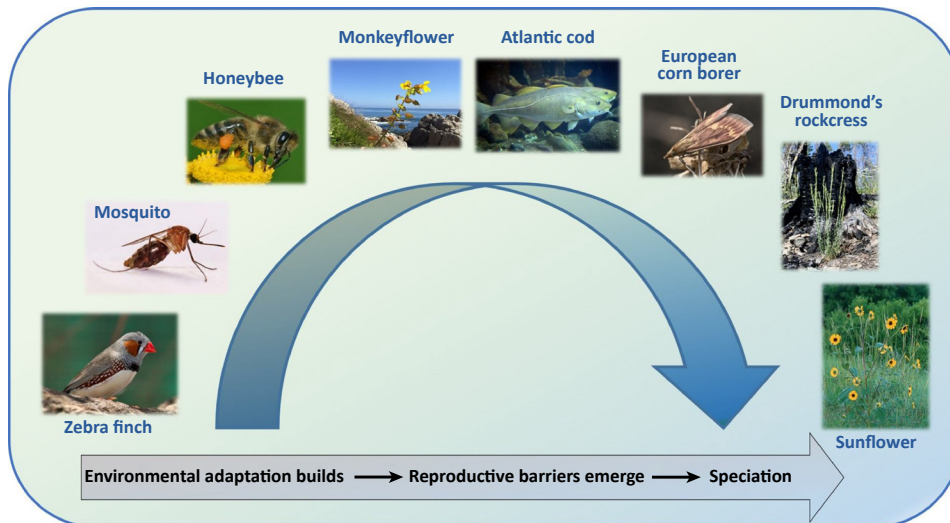 Monkeyflower
Atlantic cod
European
corn borer
Honeybee
Drummond's
rockcress
Mosquito
Zebra finch
Sunflower
Environmental adaptation builds
Reproductive barriers emerge
Speciation